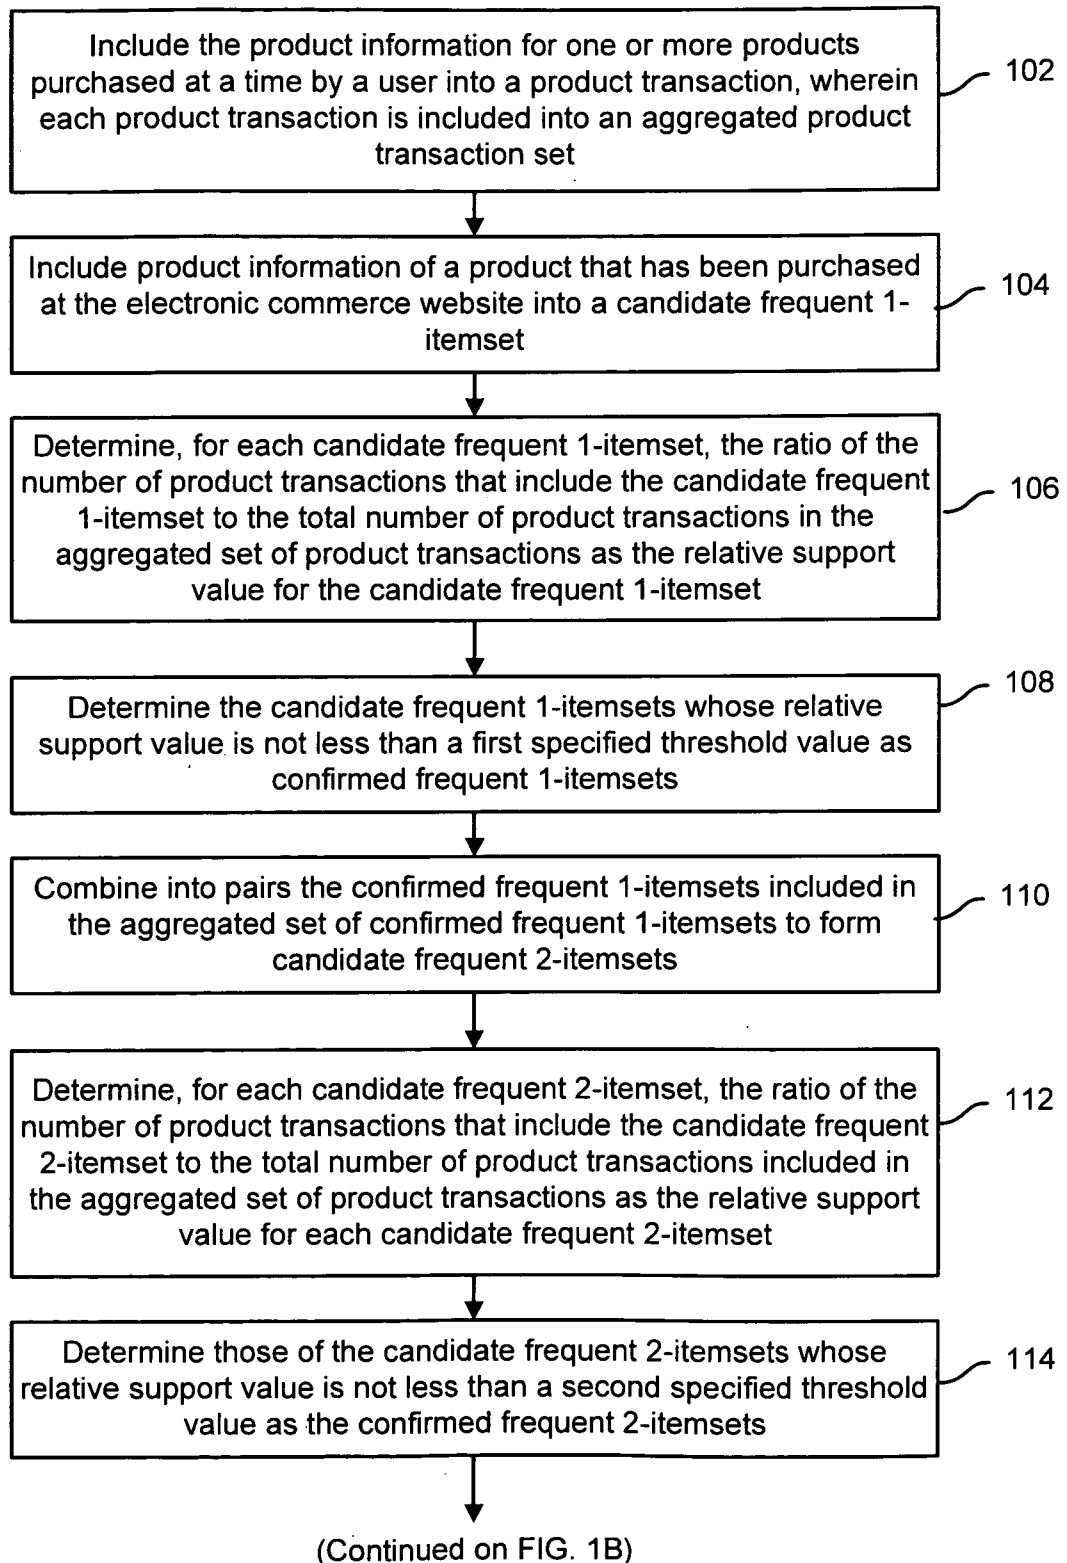 Include the product information for one or more products
purchased at a time by a user into a product transaction, wherein
each product transaction is included into an aggregated product
transaction set
102
Include product information of a product that has been purchased
at the electronic commerce website into a candidate frequent 1-
itemset
104
Determine, for each candidate frequent 1-itemset, the ratio of the
number of product transactions that include the candidate frequent
1-itemset to the total number of product transactions in the
aggregated set of product transactions as the relative support
value for the candidate frequent 1-itemset
106
Determine the candidate frequent 1-itemsets whose relative
support value is not less than a first specified threshold value as
confirmed frequent 1-itemsets
108
Combine into pairs the confirmed frequent 1-itemsets included in
the aggregated set of confirmed frequent 1-itemsets to form
candidate frequent 2-itemsets
110
Determine, for each candidate frequent 2-itemset, the ratio of the
number of product transactions that include the candidate frequent
2-itemset to the total number of product transactions included in
the aggregated set of product transactions as the relative support
value for each candidate frequent 2-itemset
112
Determine those of the candidate frequent 2-itemsets whose
relative support value is not less than a second specified threshold
value as the confirmed frequent 2-itemsets
114
(Continued on FIG. 1B)